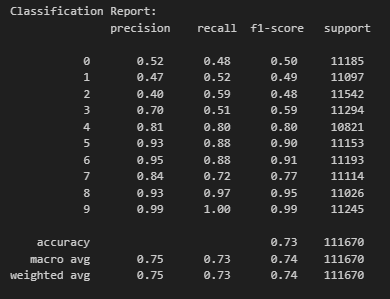 Classification Report:
precision recall f1-score support
0 0.52 0.48 0.50 11185
1 0.47 0.52 0.49 11097
2 0.40 0.59 0.48 11542
3 0.70 0.51 0.59 11294
4 0.81 0.80 0.80 10821
5 0.93 0.88 0.90 11153
6 0.95 0.88 0.91 11193
7 0.84 0.72 0.77 11114
8 0.93 0.97 0.95 11026
9 0.99 1.00 0.99 11245
accuracy 0.73 111670
macro avg 0.75 0.73 0.74 111670
weighted avg 0.75 0.73 0.74 111670